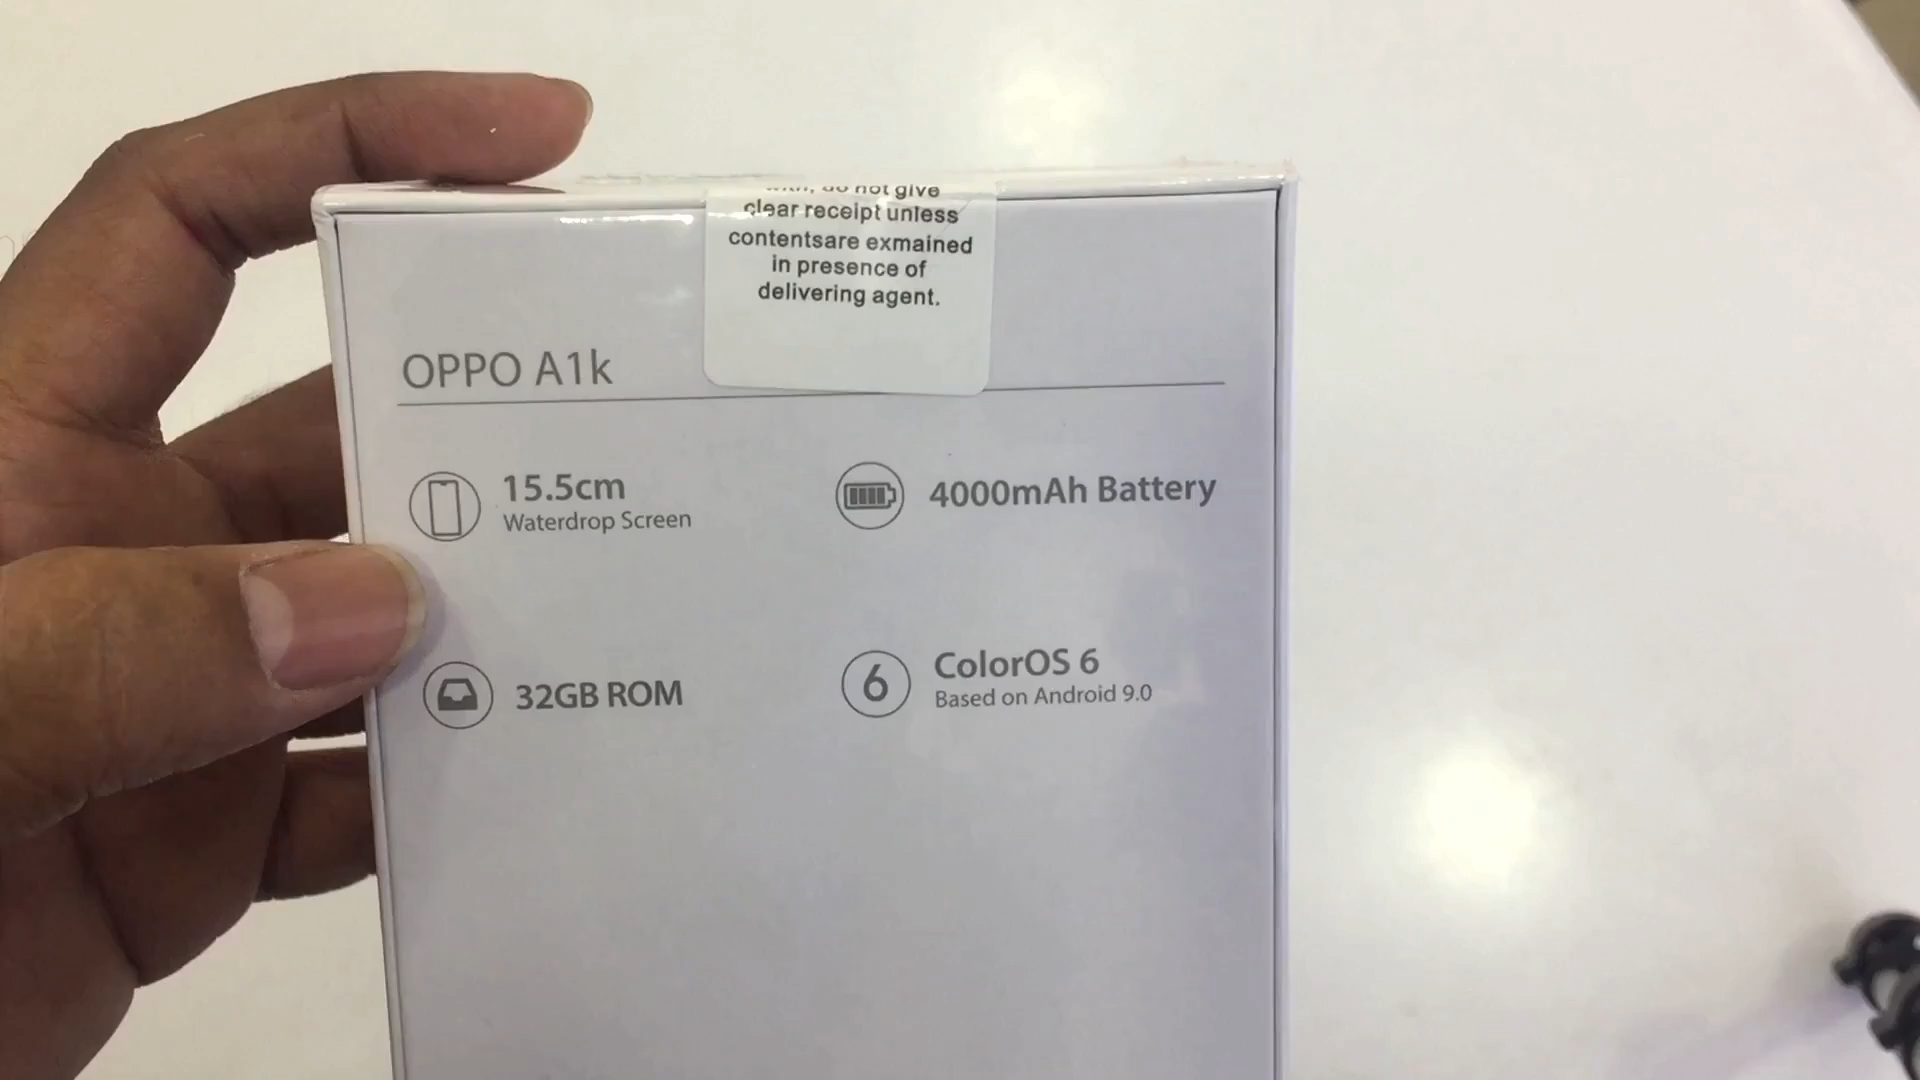 do not give
clear receipt unless
contentsare exmained
in presence of
delivering agent.
OPPO A1k
15.5cm
Waterdrop Screen
4000mAh Battery
32GB ROM
6
ColorOS 6
Based on Android 9.0